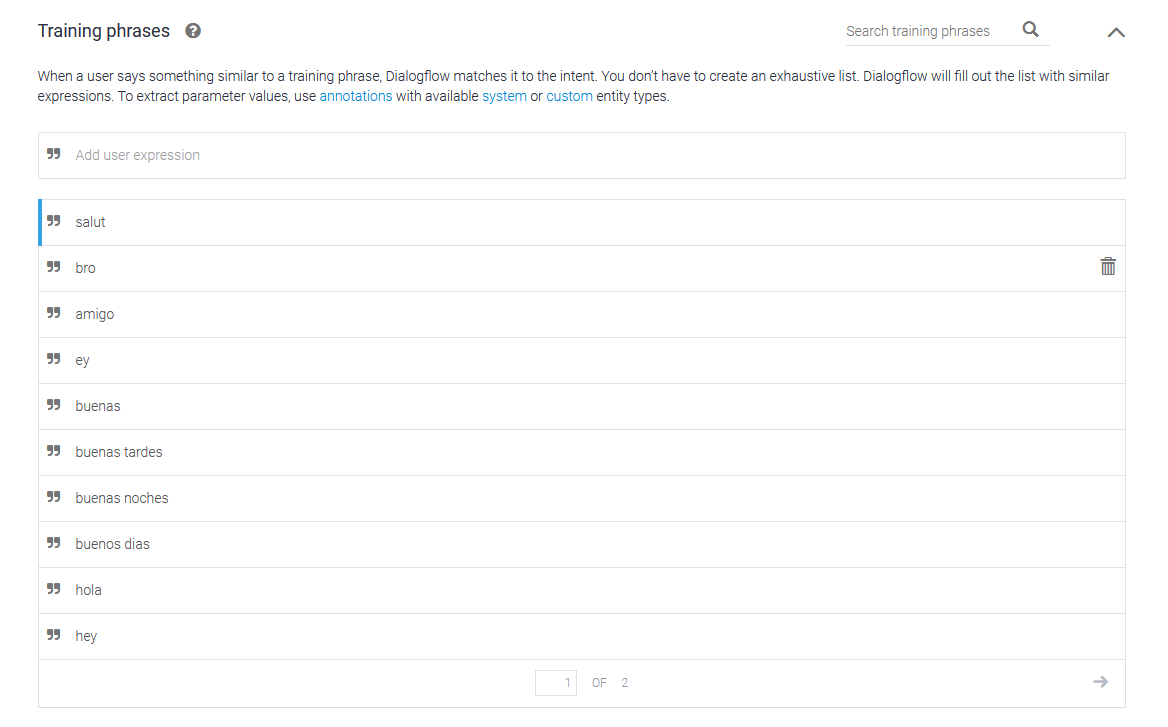 Training phrases ?
Search training phrases
When a user says something similar to a training phrase, Dialogflow matches it to the intent. You don't have to create an exhaustive list. Dialogflow will fill out the list with similar
expressions. To extract parameter values, use annotations with available system or custom entity types.
Add user expression
salut
bro
amigo
ey
buenas
buenas tardes
buenas noches
buenos dias
hola
hey
1 OF 2